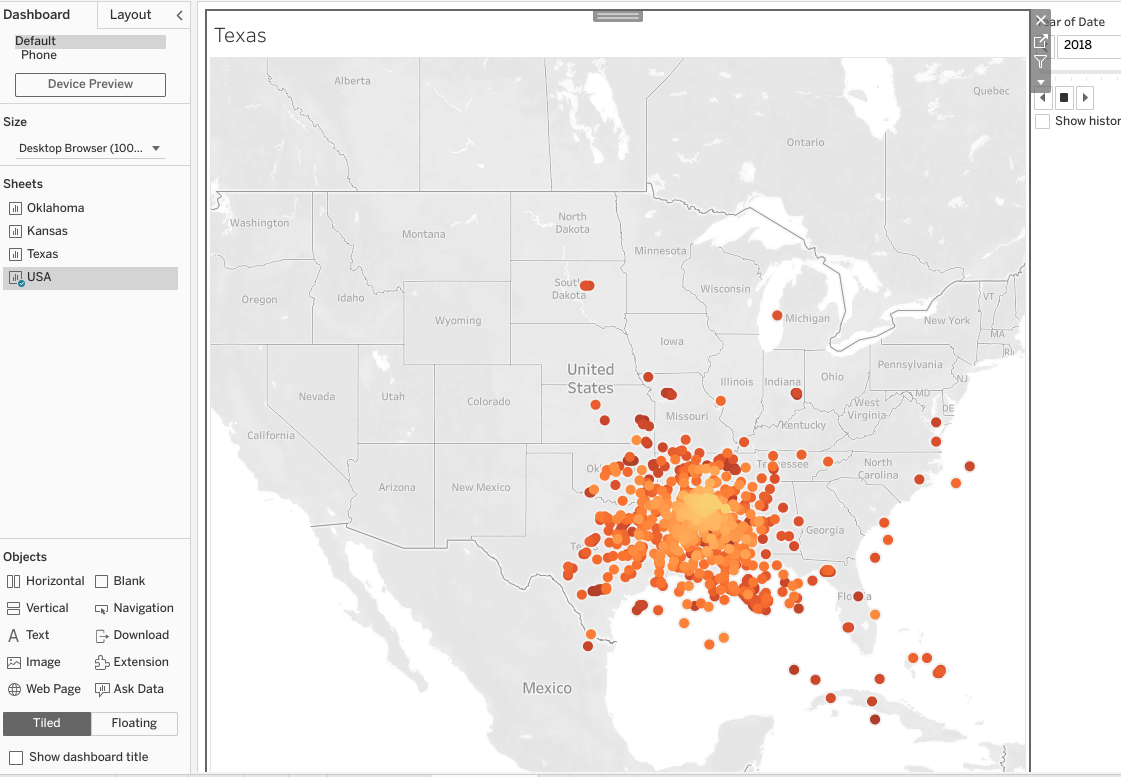 Dashboard
Layout
Default
Phone
Device Preview
Size
Desktop Browser (100...
Sheets
Oklahoma
Kansas
Texas
USA
Objects
Horizontal
Blank
Vertical
Navigation
A Text
Download
Image
Extension
Web Page
Ask Data
Tiled
Floating
Show dashboard title
Texas
Alberta
Quebec
Ontario
Washington
Montana
North
Dakota
Minnesota
Oregon
Idaho
South
Dakota
Wisconsin
Michigan
VT
Wyoming
New York
MA
RI
Iowa
Nevada
Utah
Colorado
United
States
Illinois
Indiana
Ohio
Pennsylvania
NJ
MD
DE
California
Missouri
West
Virginia
Kentucky
Arizona
New Mexico
Ok
Tennessee
North
Carolina
Te
Georgia
Florida
Mexico
ar of Date
2018
Show histor